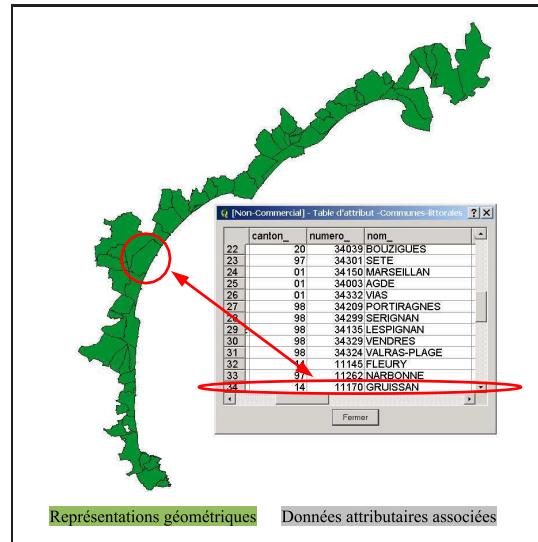 [Non-Commercial] - Table d'attribut -Communes-littorales
canton_ numero_ nom_
22 20 34039 BOUZIGUES
23 97 34301 SETE
24 01 34150 MARSEILLAN
25 01 34003 AGDE
26 01 34332 VIAS
27 98 34209 PORTIRAGNES
28 98 34299 SERIGNAN
29 98 34135 LESPIGNAN
30 98 34329 VENDRES
31 98 34324 VALRAS-PLAGE
32 11145 FLEURY
33 97 11262 NARBONNE
34 14 11170 GRUISSAN
Fermer
Représentations géométriques Données attributaires associées